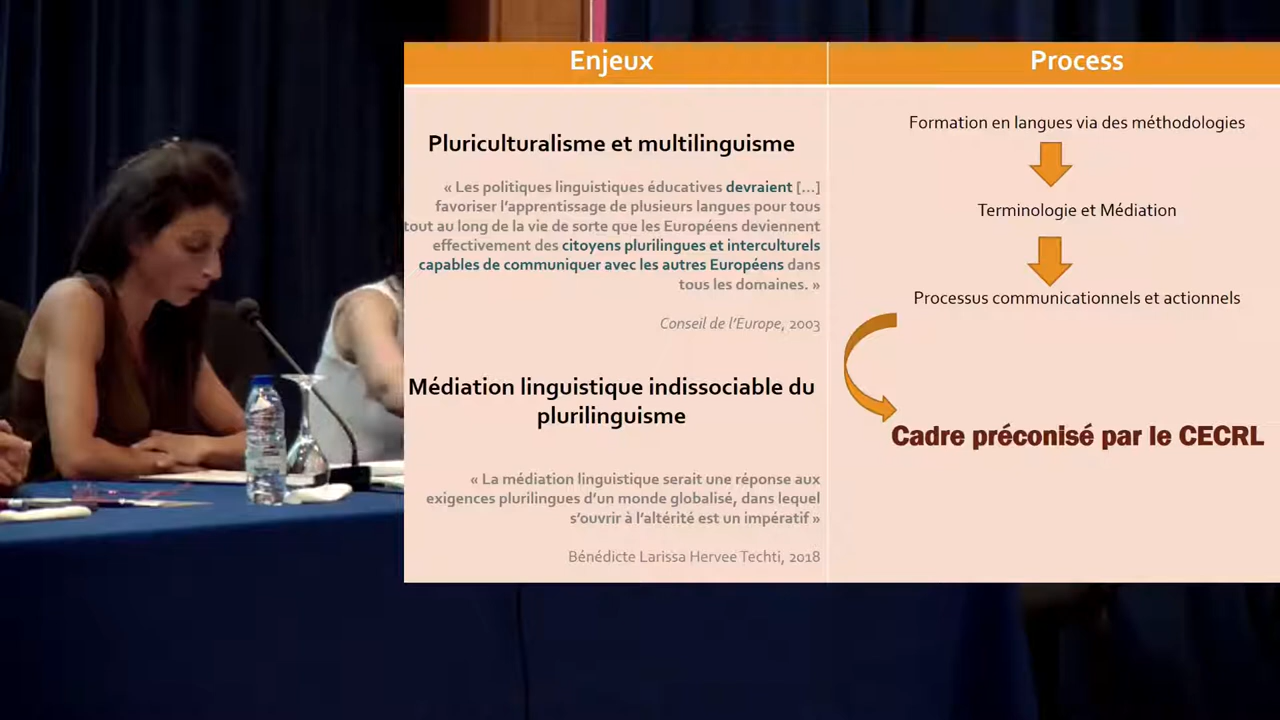 Enjeux
Process
Pluriculturalisme et multilinguisme
« Les politiques linguistiques éducatives devraient [...]
favoriser l'apprentissage de plusieurs langues pour tous
tout au long de la vie de sorte que les Européens deviennent
effectivement des citoyens plurilingues et interculturels
capables de communiquer avec les autres Européens dans
tous les domaines. »
Conseil de l'Europe, 2003
Médiation linguistique indissociable du
plurilinguisme
« La médiation linguistique serait une réponse aux
exigences plurilingues d'un monde globalisé, dans lequel
s'ouvrir à l'altérité est un impératif »
Bénédicte Larissa Hervee Techti, 2018
Formation en langues via des méthodologies
Terminologie et Médiation
Processus communicationnels et actionnels
Cadre préconisé par le CECRL